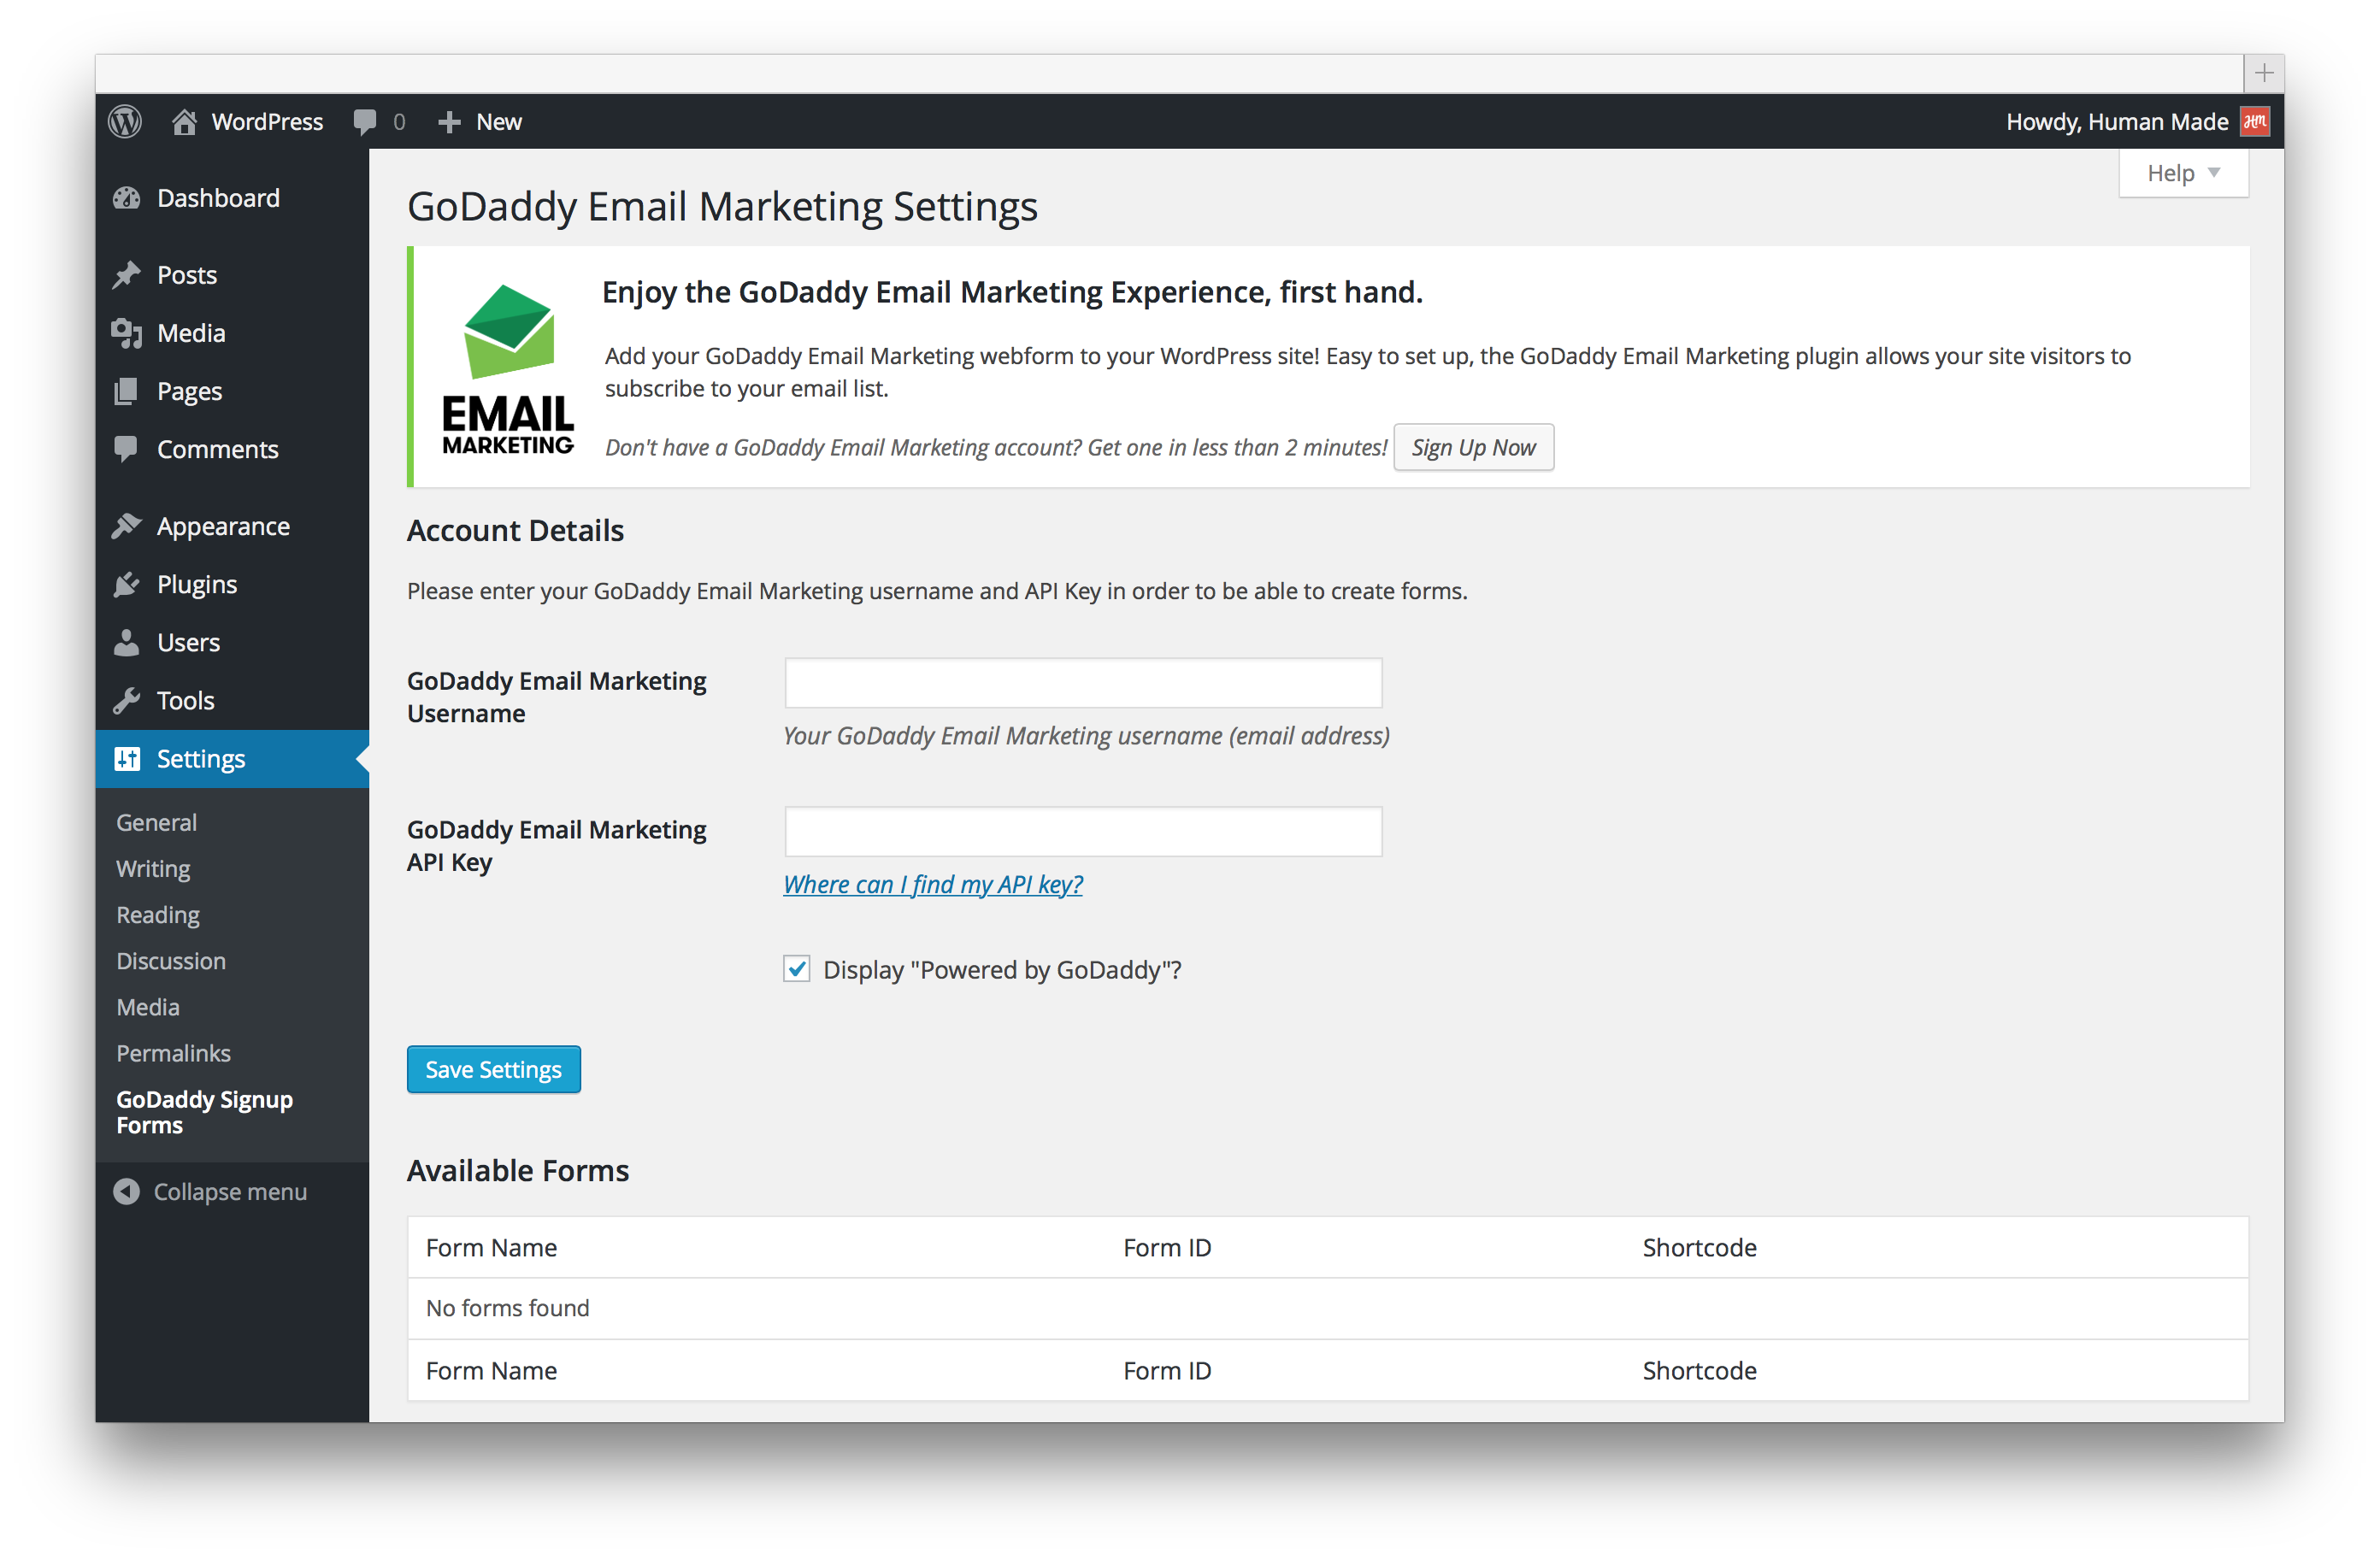 WordPress 0 New Howdy, Human Made HM
Help
Dashboard
Posts
Media
Pages
Comments
Appearance
Plugins
Users
Tools
Settings
General
Writing
Reading
Discussion
Media
Permalinks
GoDaddy Signup
Forms
Collapse menu
GoDaddy Email Marketing Settings
EMAIL
MARKETING
Enjoy the GoDaddy Email Marketing Experience, first hand.
Add your GoDaddy Email Marketing webform to your WordPress site! Easy to set up, the GoDaddy Email Marketing plugin allows your site visitors to
subscribe to your email list.
Don't have a GoDaddy Email Marketing account? Get one in less than 2 minutes! Sign Up Now
Account Details
Please enter your GoDaddy Email Marketing username and API Key in order to be able to create forms.
GoDaddy Email Marketing
Username
Your GoDaddy Email Marketing username (email address)
GoDaddy Email Marketing
API Key
Where can I find my API key?
Display "Powered by GoDaddy"?
Save Settings
Available Forms
Form Name Form ID Shortcode
No forms found
Form Name Form ID Shortcode